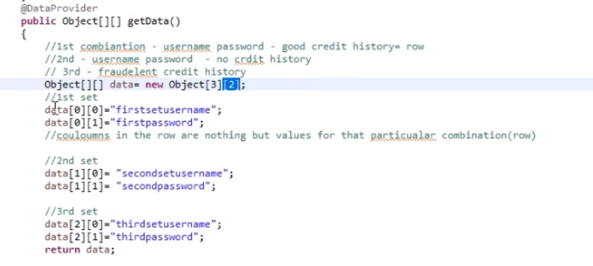 @DataProvider
public Object[][] getData()
{
//1st combiantion - username password - good credit history= row
//2nd - username password  - no crdit history
// 3rd - fraudelent credit history
Object[][] data= new Object[3][2];
//1st set
data[0][0]="firstsetusername";
data[0][1]="firstpassword";
//couloumns in the row are nothing but values for that particualar combination(row)
//2nd set
data[1][0]= "secondsetusername";
data[1][1]= "secondpassword";
//3rd set
data[2][0]="thirdsetusername";
data[2][1]="thirdpassword";
return data;